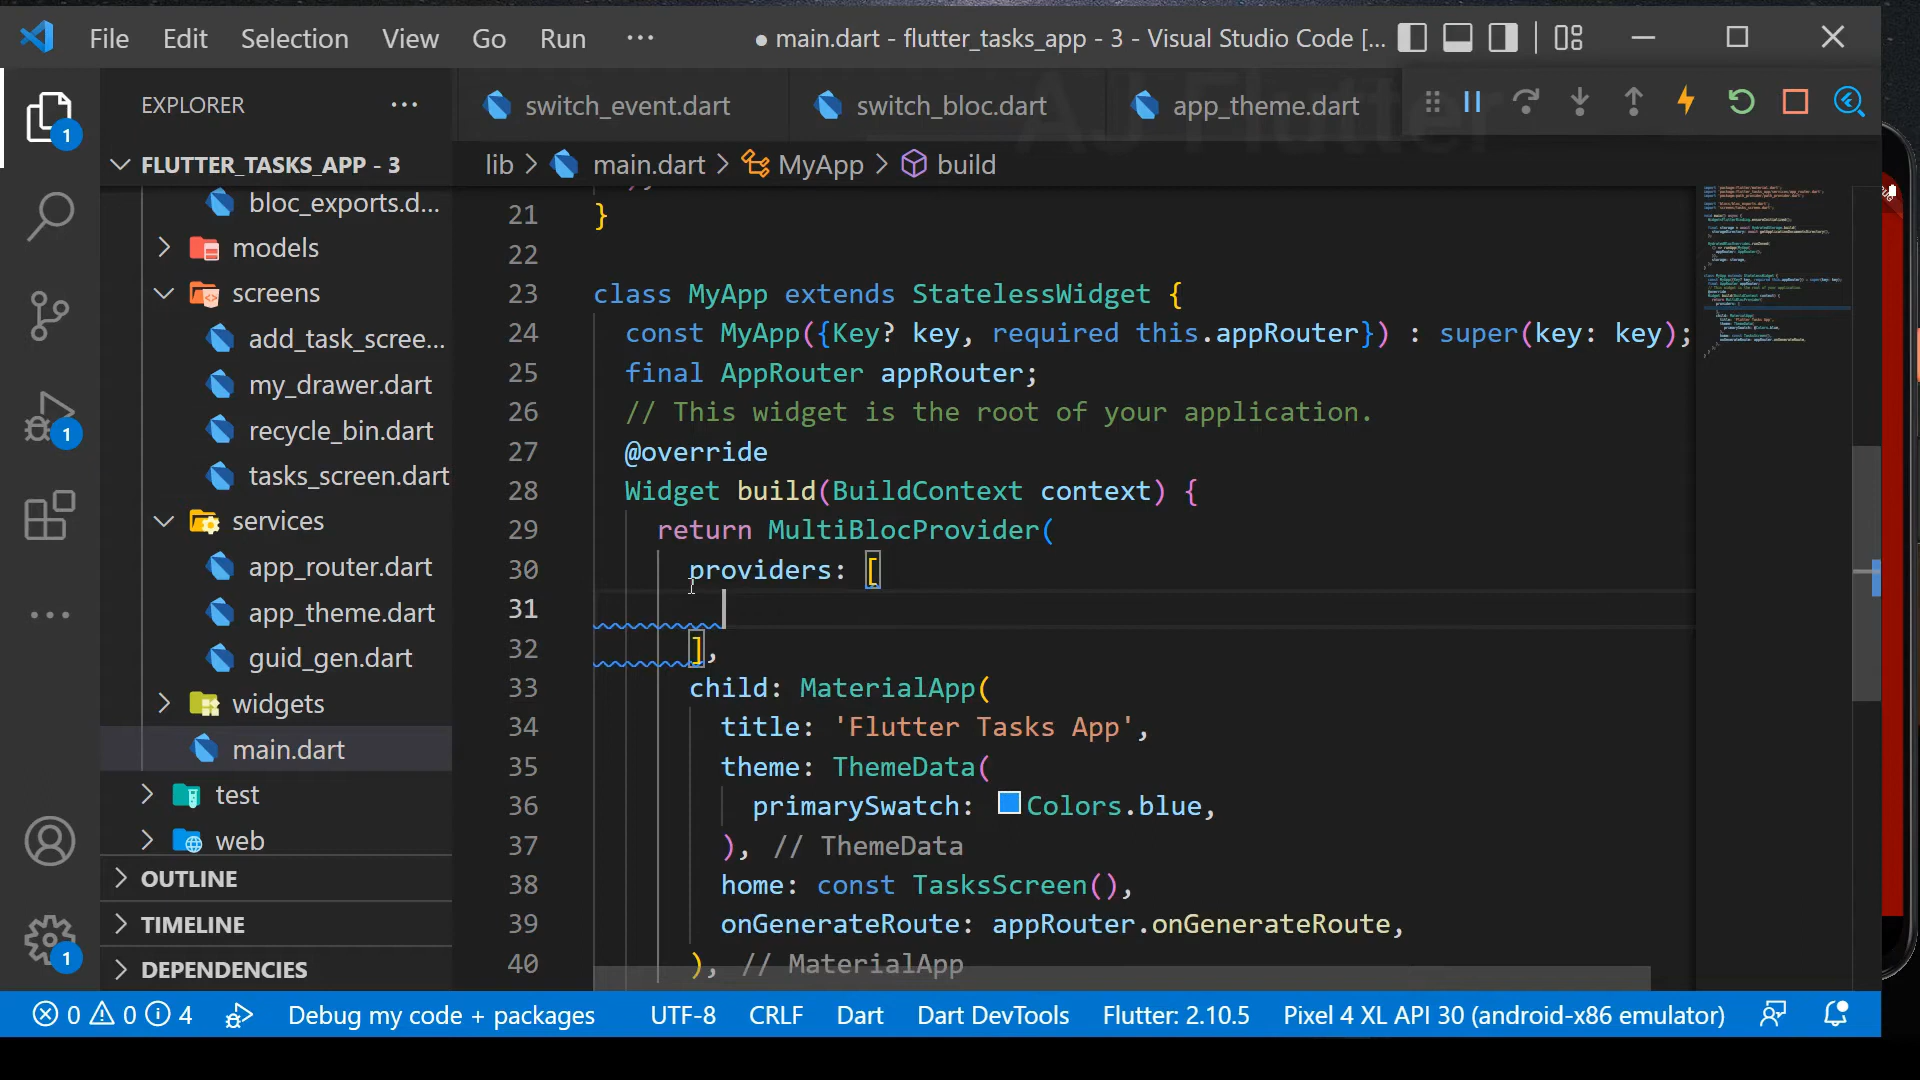 File Edit Selection View Go Run ··· ● main.dart - flutter_tasks_app - 3 - Visual Studio Code [...
EXPLORER ···
switch_event.dart switch_bloc.dart app_theme.dart
AJ Flutter
FLUTTER_TASKS_APP - 3
lib > main.dart > MyApp > build
bloc_exports.d...
models
screens
add_task_scree...
my_drawer.dart
recycle_bin.dart
tasks_screen.dart
services
app_router.dart
app_theme.dart
guid_gen.dart
widgets
main.dart
test
web
OUTLINE
TIMELINE
DEPENDENCIES
1
1
1
21 }
22
23 class MyApp extends StatelessWidget {
24 const MyApp({Key? key, required this.appRouter}) : super(key: key);
25 final AppRouter appRouter;
26 // This widget is the root of your application.
27 @override
28 Widget build(BuildContext context) {
29 return MultiBlocProvider(
30 providers: [
31
32 ],
33 child: MaterialApp(
34 title: 'Flutter Tasks App',
35 theme: ThemeData(
36 primarySwatch: Colors.blue,
37 ), // ThemeData
38 home: const TasksScreen(),
39 onGenerateRoute: appRouter.onGenerateRoute,
40 ), // MaterialApp
0 0 4 Debug my code + packages UTF-8 CRLF Dart Dart DevTools Flutter: 2.10.5 Pixel 4 XL API 30 (android-x86 emulator)